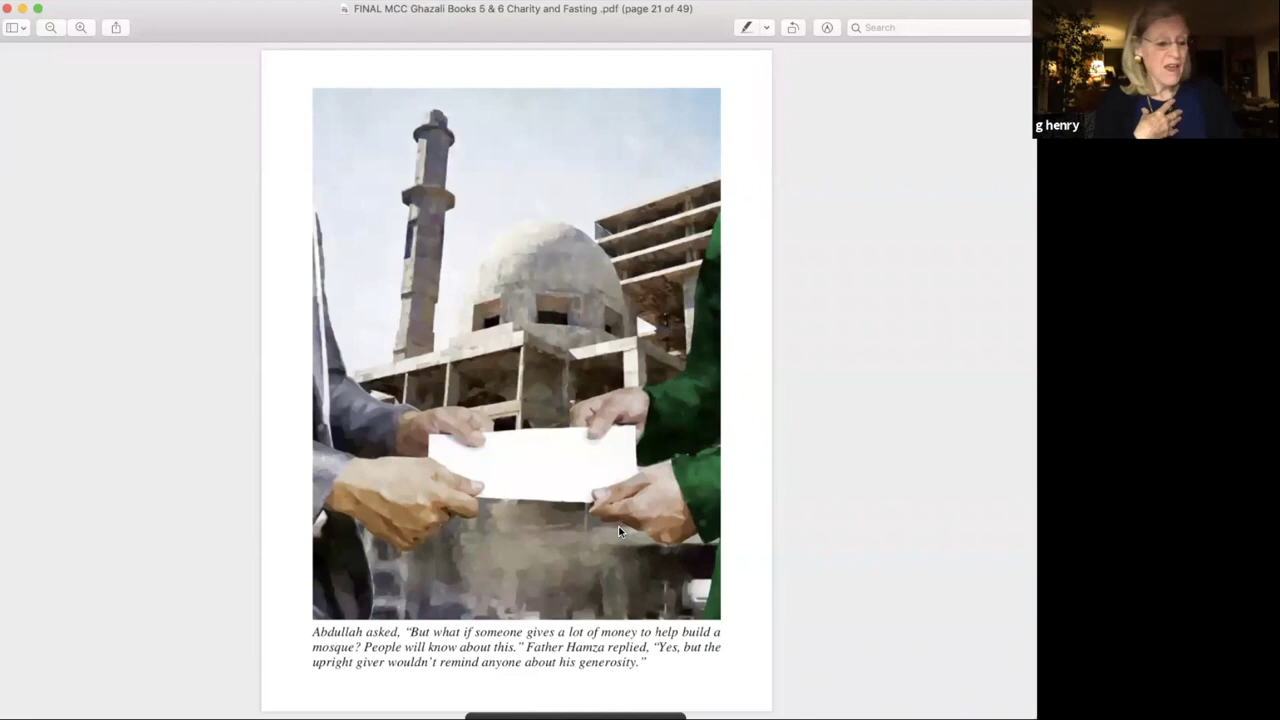 FINAL MCC Ghazali Books 5 & 6 Charity and Fasting .pdf (page 21 of 49)
Search
g henry
Abdullah asked, “But what if someone gives a lot of money to help build a
mosque? People will know about this.” Father Hamza replied, “Yes, but the
upright giver wouldn’t remind anyone about his generosity.”